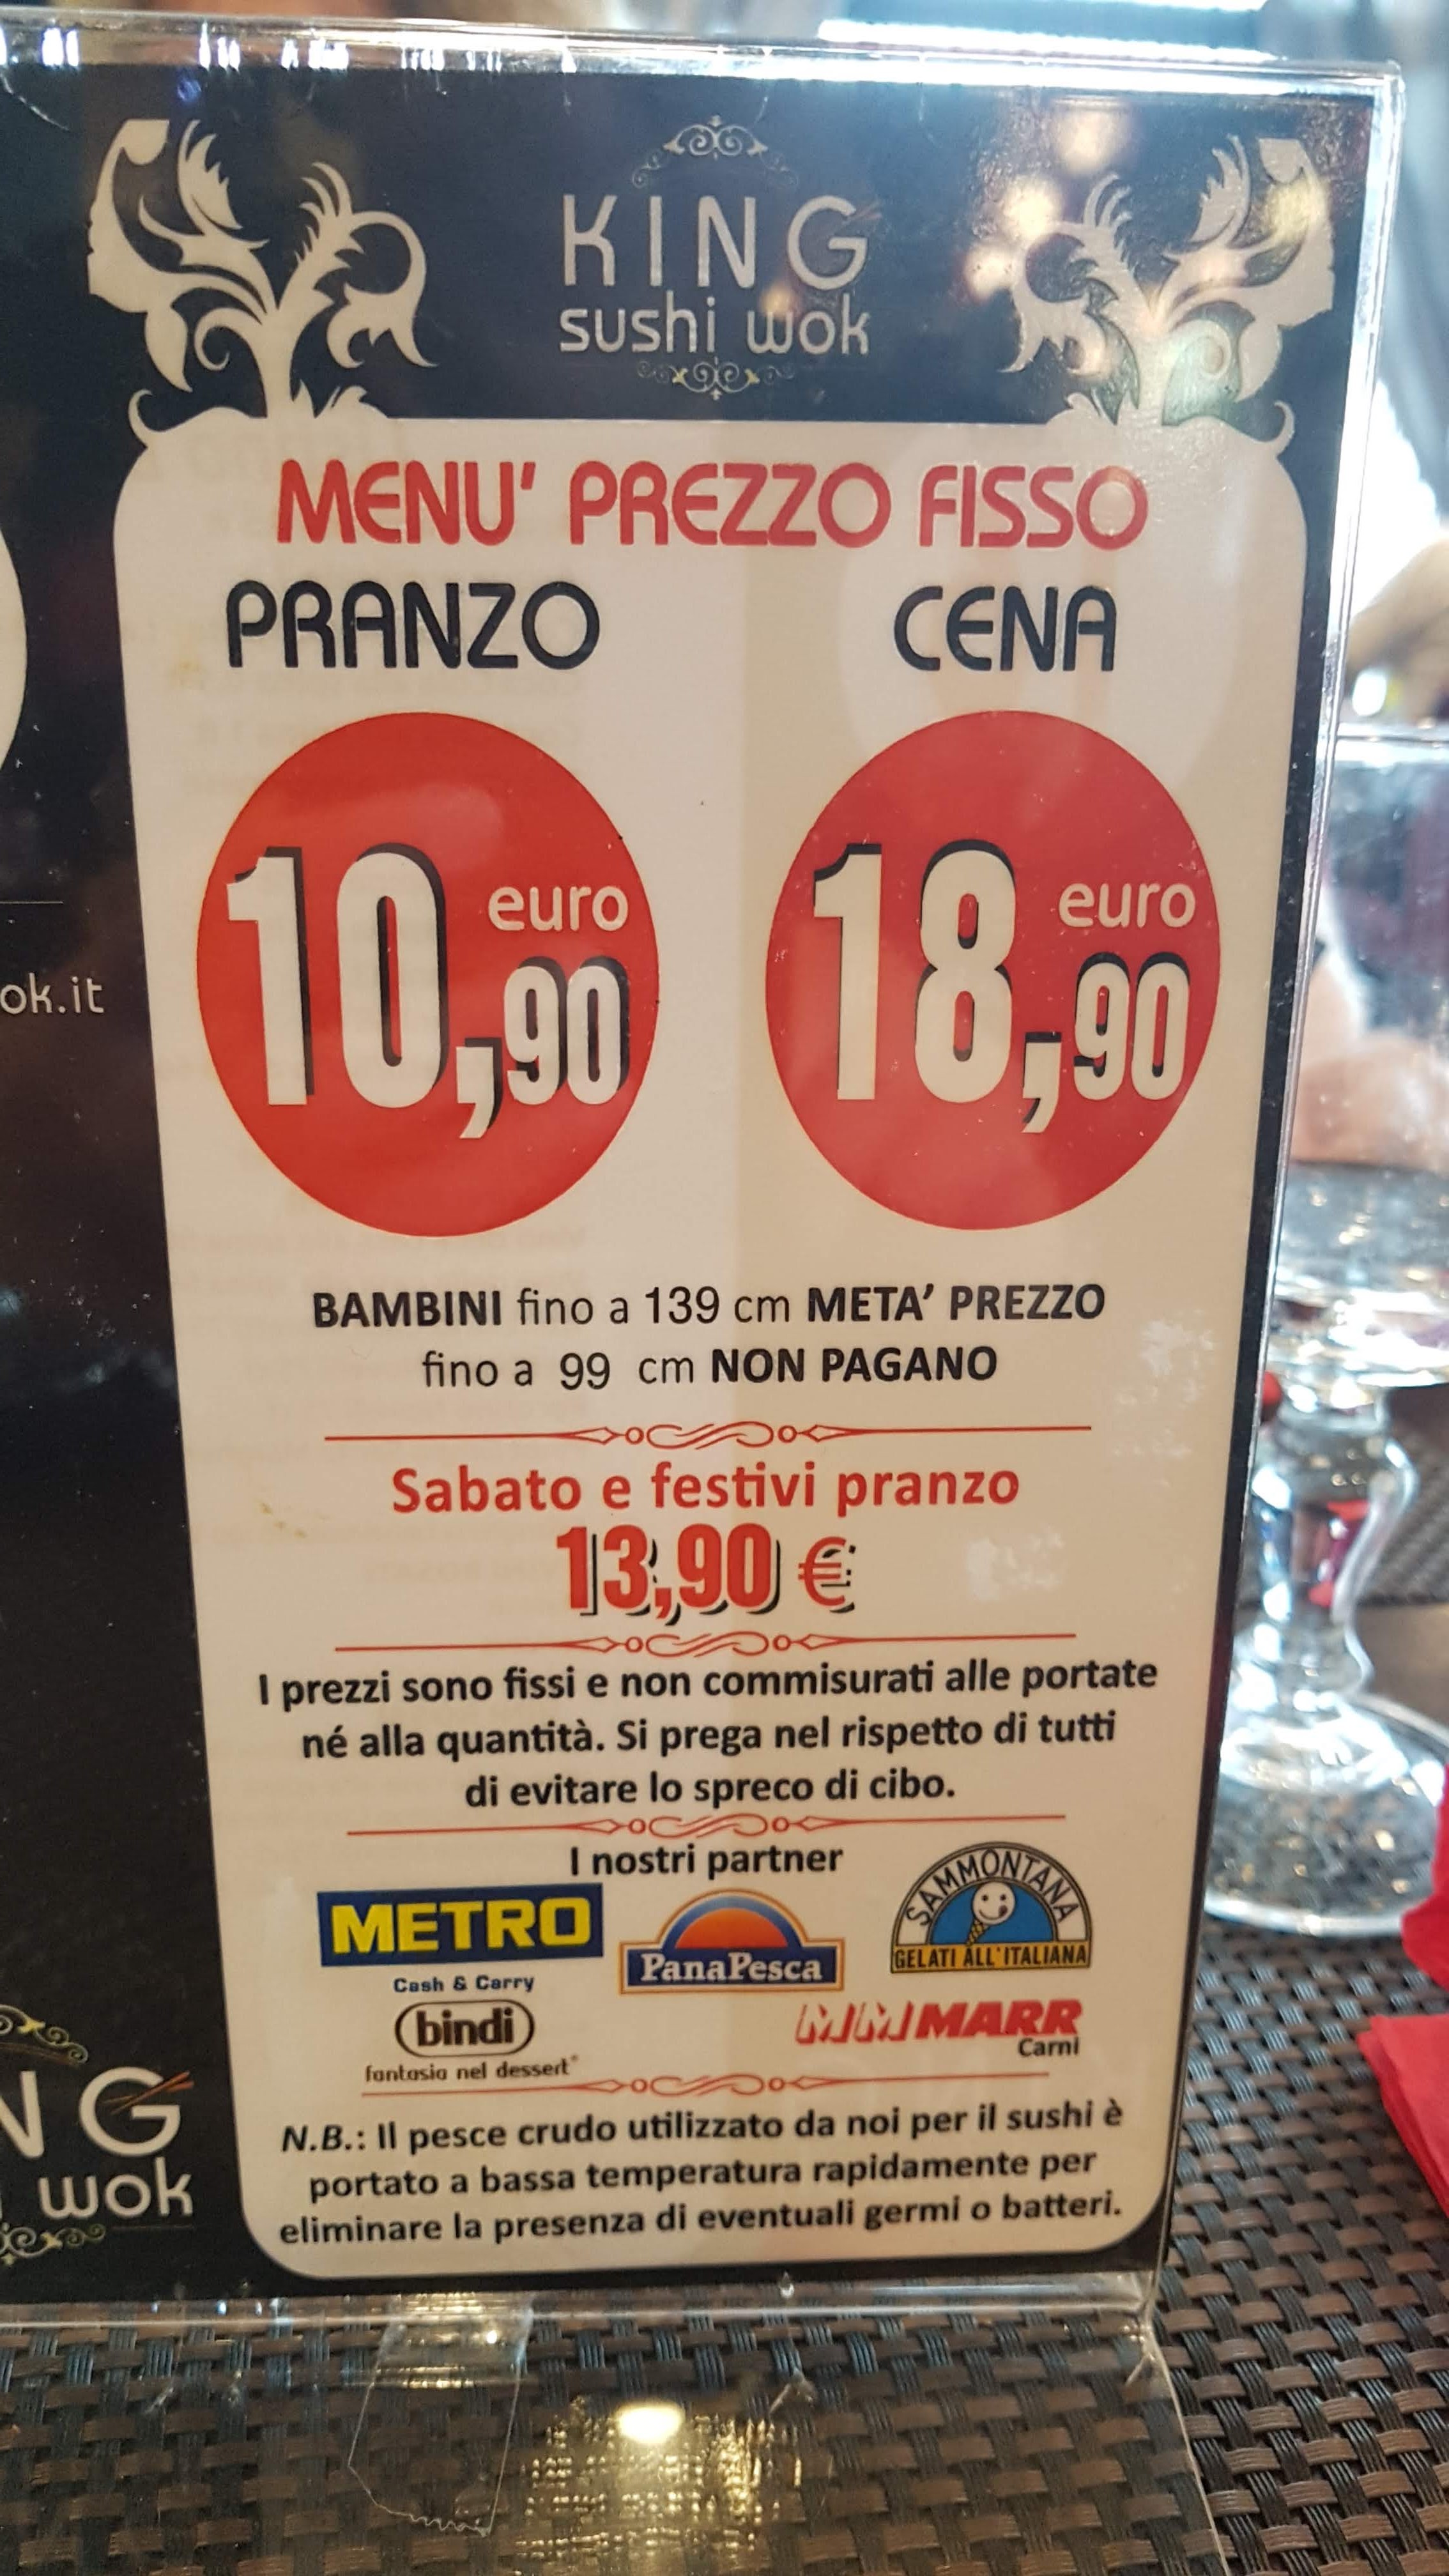 KING
sushi wok
MENU' PREZZO FISSO
PRANZO CENA
10,90 euro 18,90 euro
BAMBINI fino a 139 cm META' PREZZO
fino a 99 cm NON PAGANO
Sabato e festivi pranzo
13,90 €
I prezzi sono fissi e non commisurati alle portate
né alla quantità. Si prega nel rispetto di tutti
di evitare lo spreco di cibo.
I nostri partner
METRO
Cash & Carry
PanaPesca
SAMMONTANA
GELATI ALL'ITALIANA
bindi
fantasia nel dessert®
MARR
Carni
N.B.: Il pesce crudo utilizzato da noi per il sushi è
portato a bassa temperatura rapidamente per
eliminare la presenza di eventuali germi o batteri.
ok.it
NG
wok